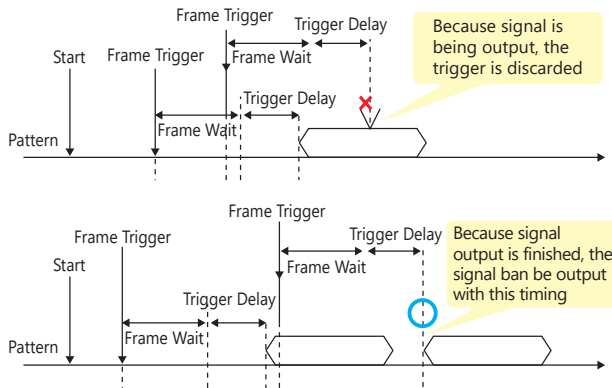 Frame Trigger
Trigger Delay
Because signal is
being output, the
trigger is discarded
Start
Frame Trigger
Frame Wait
Trigger Delay
Frame Wait
Pattern
Frame Trigger
Because signal
output is finished, the
signal ban be output
with this timing
Frame Trigger
Trigger Delay
Start
Frame Wait
Trigger Delay
Frame Wait
Pattern